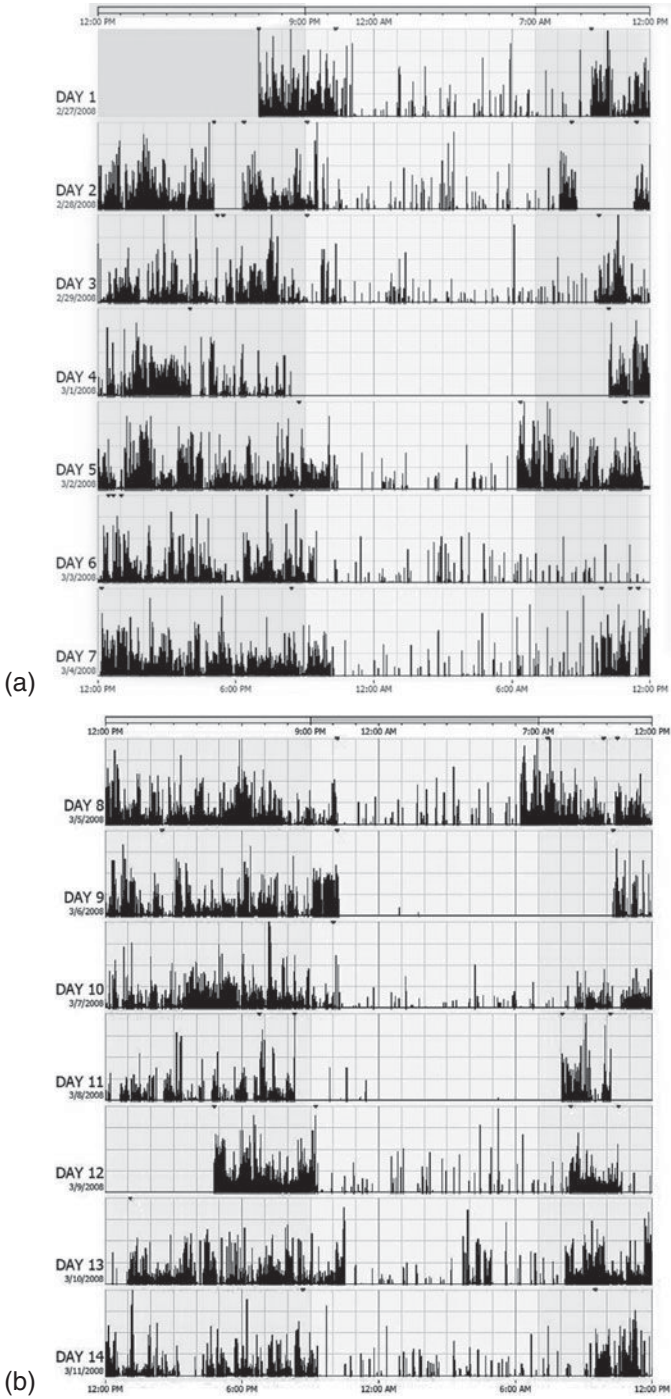 12:00 PM 9:00 PM 12:00 AM 7:00 AM 12:00 PM
DAY 1
2/27/2008
DAY 2
2/28/2008
DAY 3
2/29/2008
DAY 4
3/1/2008
DAY 5
3/2/2008
DAY 6
3/3/2008
DAY 7
3/4/2008
(a)
12:00 PM 6:00 PM 12:00 AM 6:00 AM 12:00 PM
12:00 PM 9:00 PM 12:00 AM 7:00 AM 12:00 PM
DAY 8
3/5/2008
DAY 9
3/6/2008
DAY 10
3/7/2008
DAY 11
3/8/2008
DAY 12
3/9/2008
DAY 13
3/10/2008
DAY 14
3/11/2008
(b)
12:00 PM 6:00 PM 12:00 AM 6:00 AM 12:00 PM